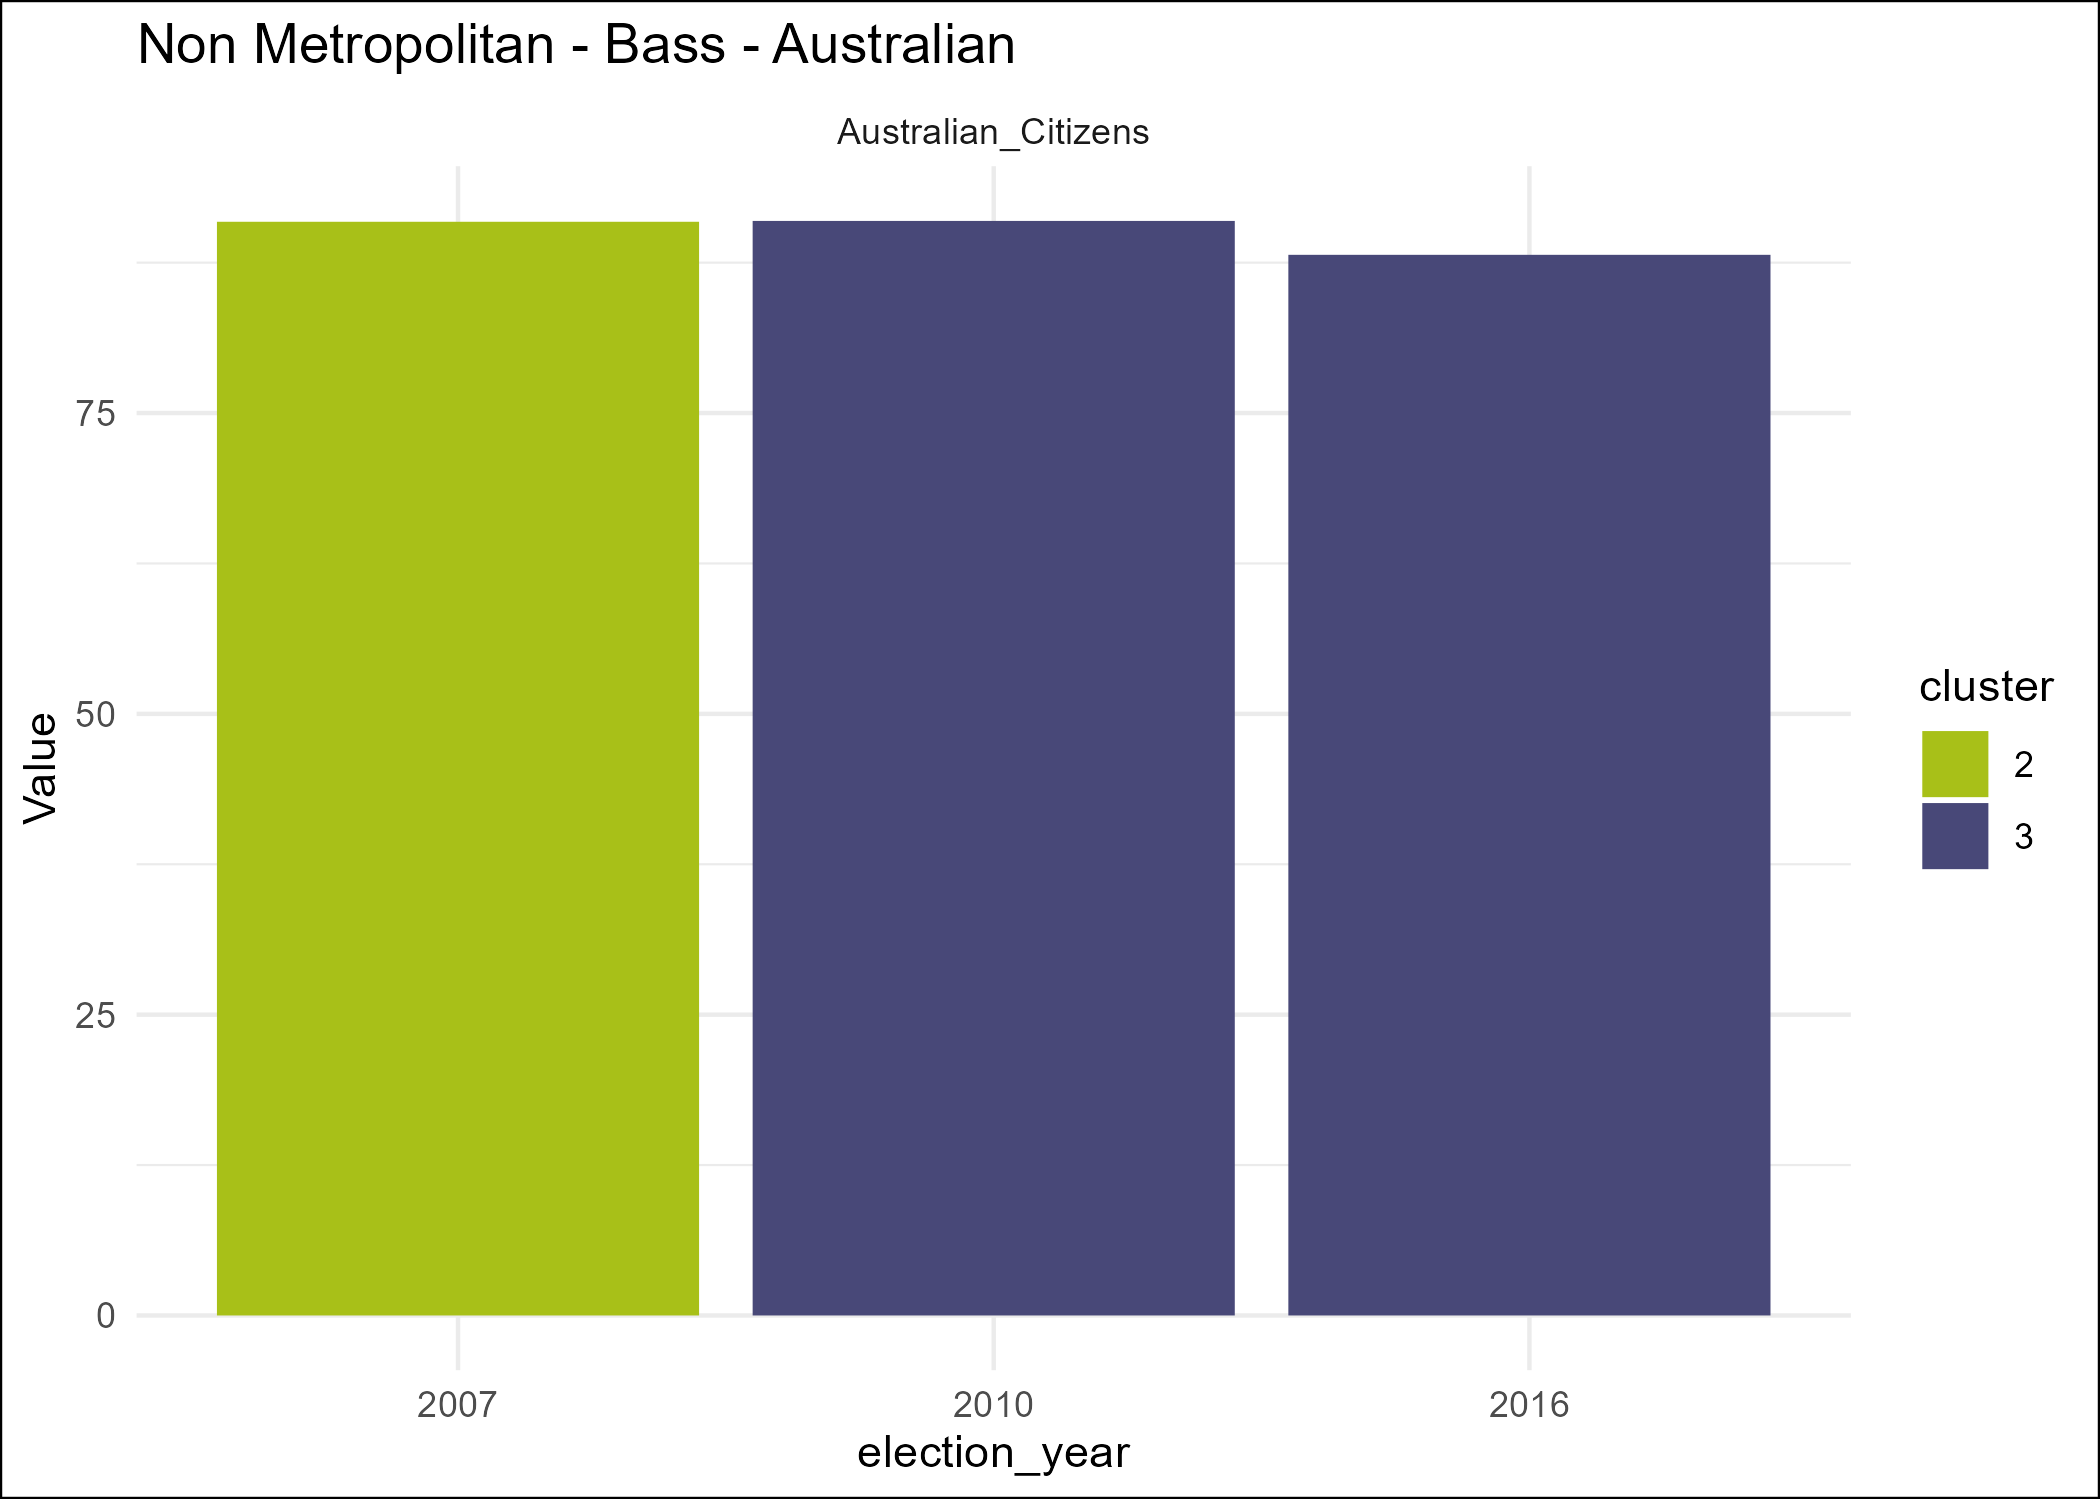 Non Metropolitan - Bass - Australian
Australian_Citizens
75
50
25
0
Value
2007
2010
2016
election_year
cluster
2
3